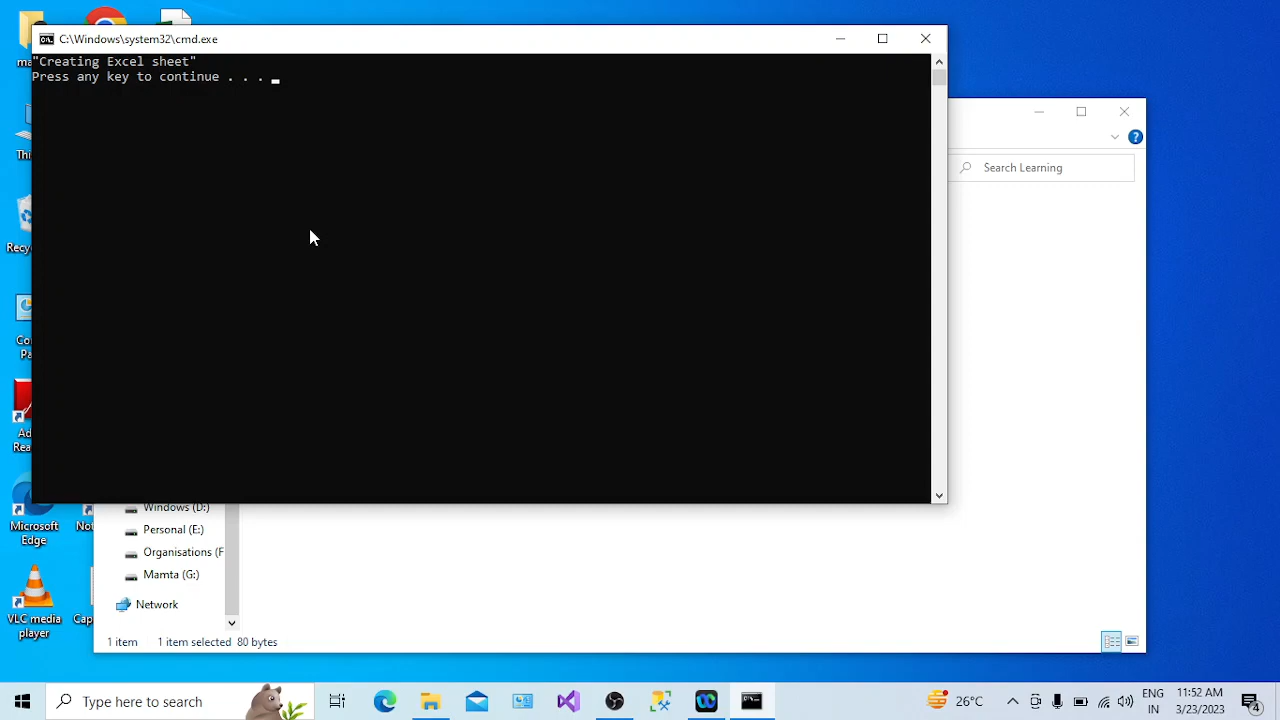 C:\Windows\system32\cmd.exe
"Creating Excel sheet"
Press any key to continue . . .
Search Learning
Microsoft
Edge
VLC media
player
Windows (D:)
Personal (E:)
Organisations (F
Mamta (G:)
Network
1 item 1 item selected 80 bytes
Type here to search
26°C
ENG
IN
11:52 AM
3/23/2023
4